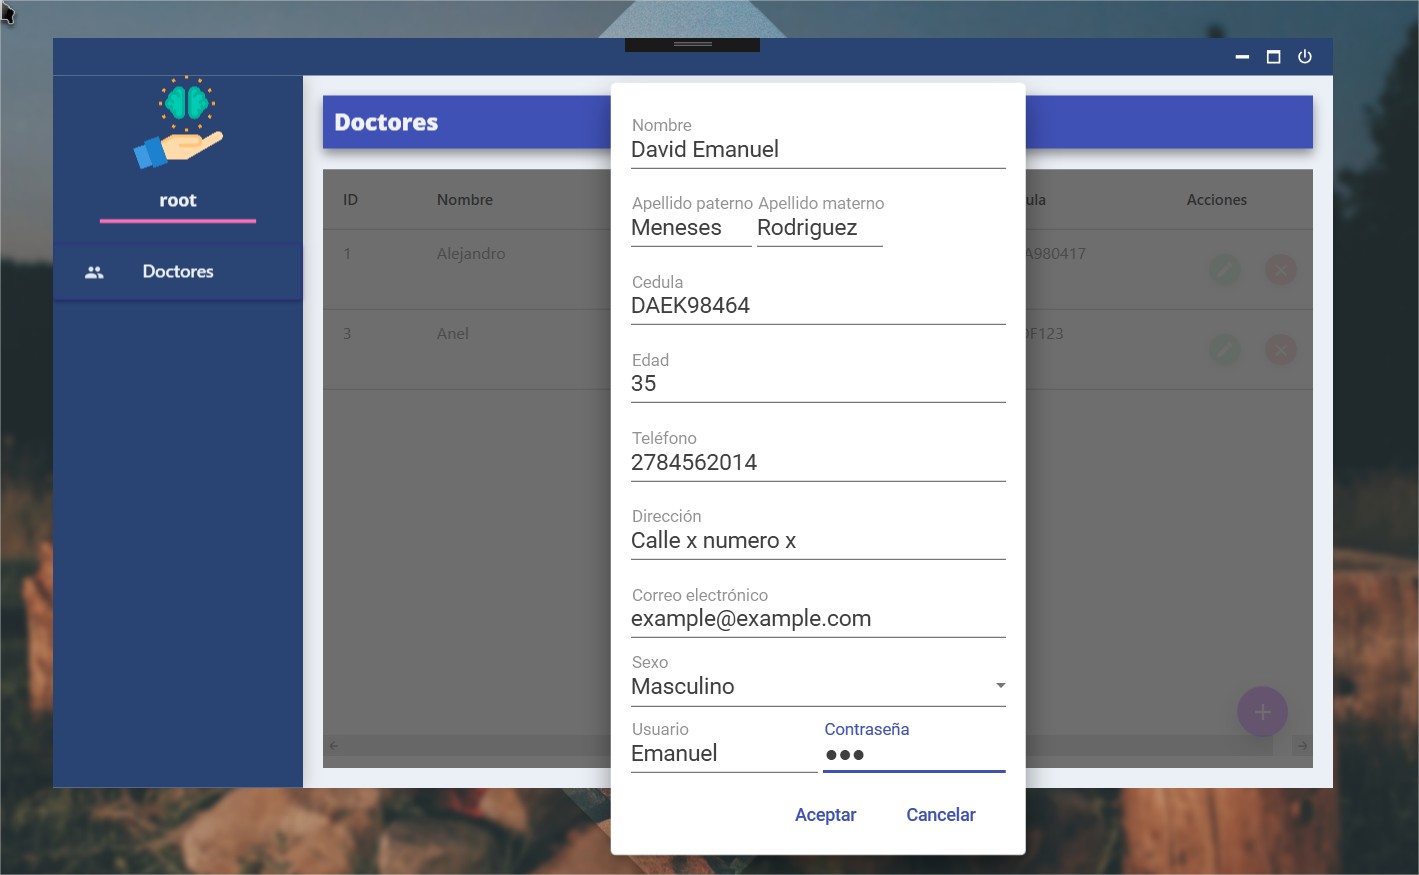 root
Doctores
Doctores
ID Nombre Acciones
1 Alejandro A980417
3 Anel F123
Nombre
David Emanuel
Apellido paterno Apellido materno
Meneses Rodriguez
Cedula
DAEK98464
Edad
35
Teléfono
2784562014
Dirección
Calle x numero x
Correo electrónico
example@example.com
Sexo
Masculino
Usuario Contraseña
Emanuel
Aceptar Cancelar